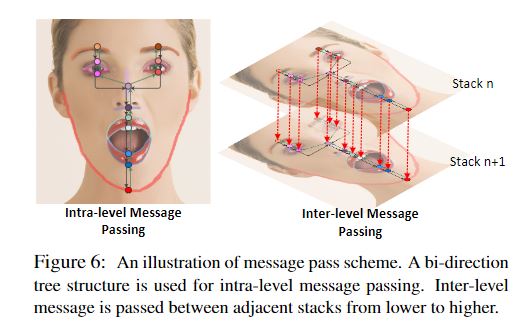 Stack n
Stack n+1
Intra-level Message
Passing
Inter-level Message
Passing
Figure 6: An illustration of message pass scheme. A bi-direction
tree structure is used for intra-level message passing. Inter-level
message is passed between adjacent stacks from lower to higher.